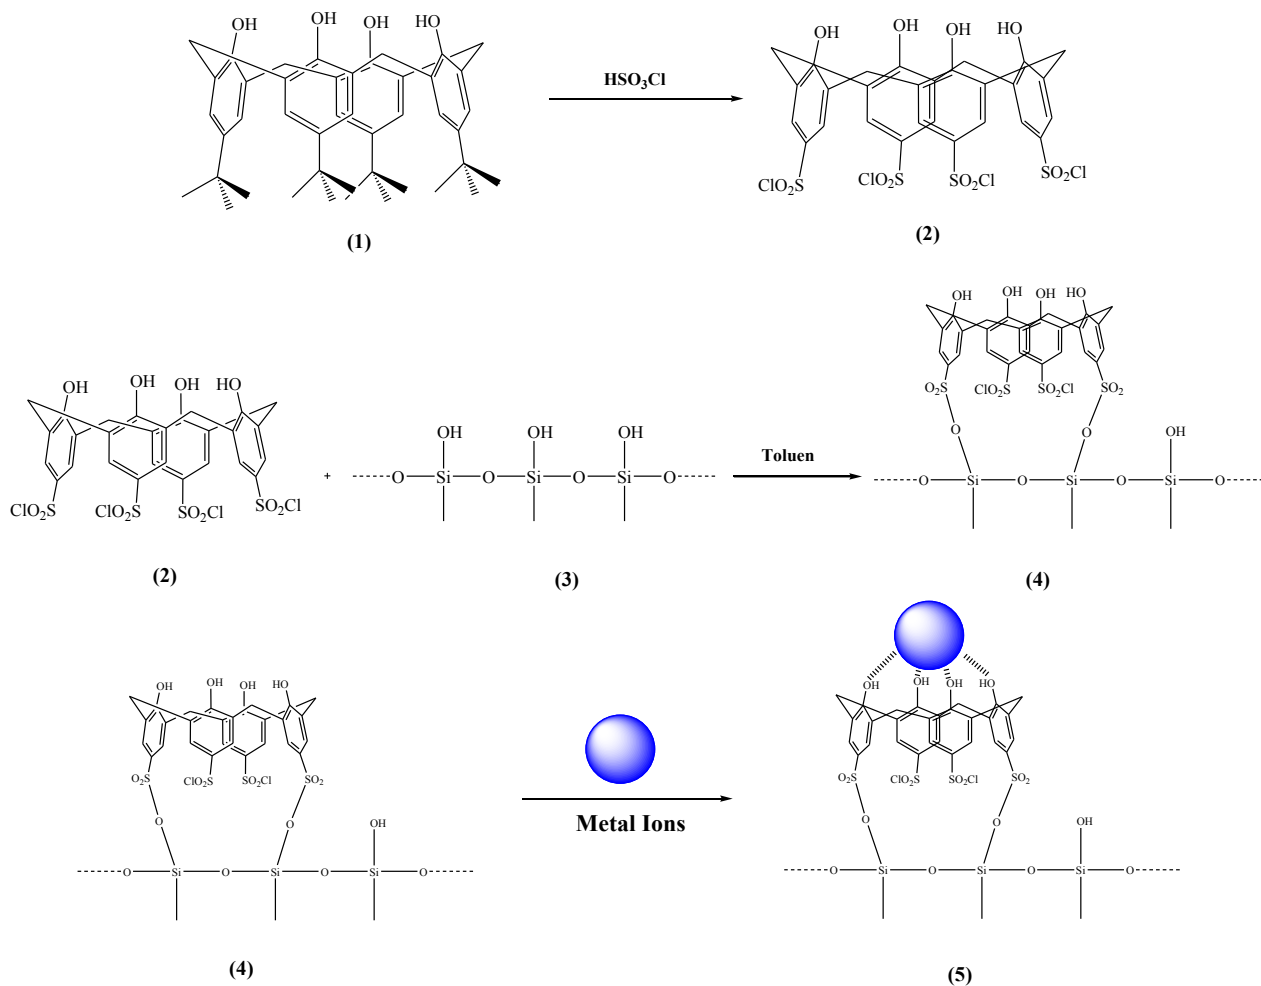 OH OH OH HO OH OH OH HO
HSO3Cl
ClO2S ClO2S SO2Cl SO2Cl
(1) (2)
OH OH OH HO
O2S ClO2S SO2Cl SO2
OH OH OH HO
OH OH OH O O OH
Toluen
+ O Si O Si O Si O O Si O Si O Si O
ClO2S ClO2S SO2Cl SO2Cl
(2) (3) (4)
OH OH OH HO OH OH OH HO
O2S ClO2S SO2Cl SO2 O2S ClO2S SO2Cl SO2
O O OH Metal Ions O O OH
O Si O Si O Si O O Si O Si O Si O
(4) (5)